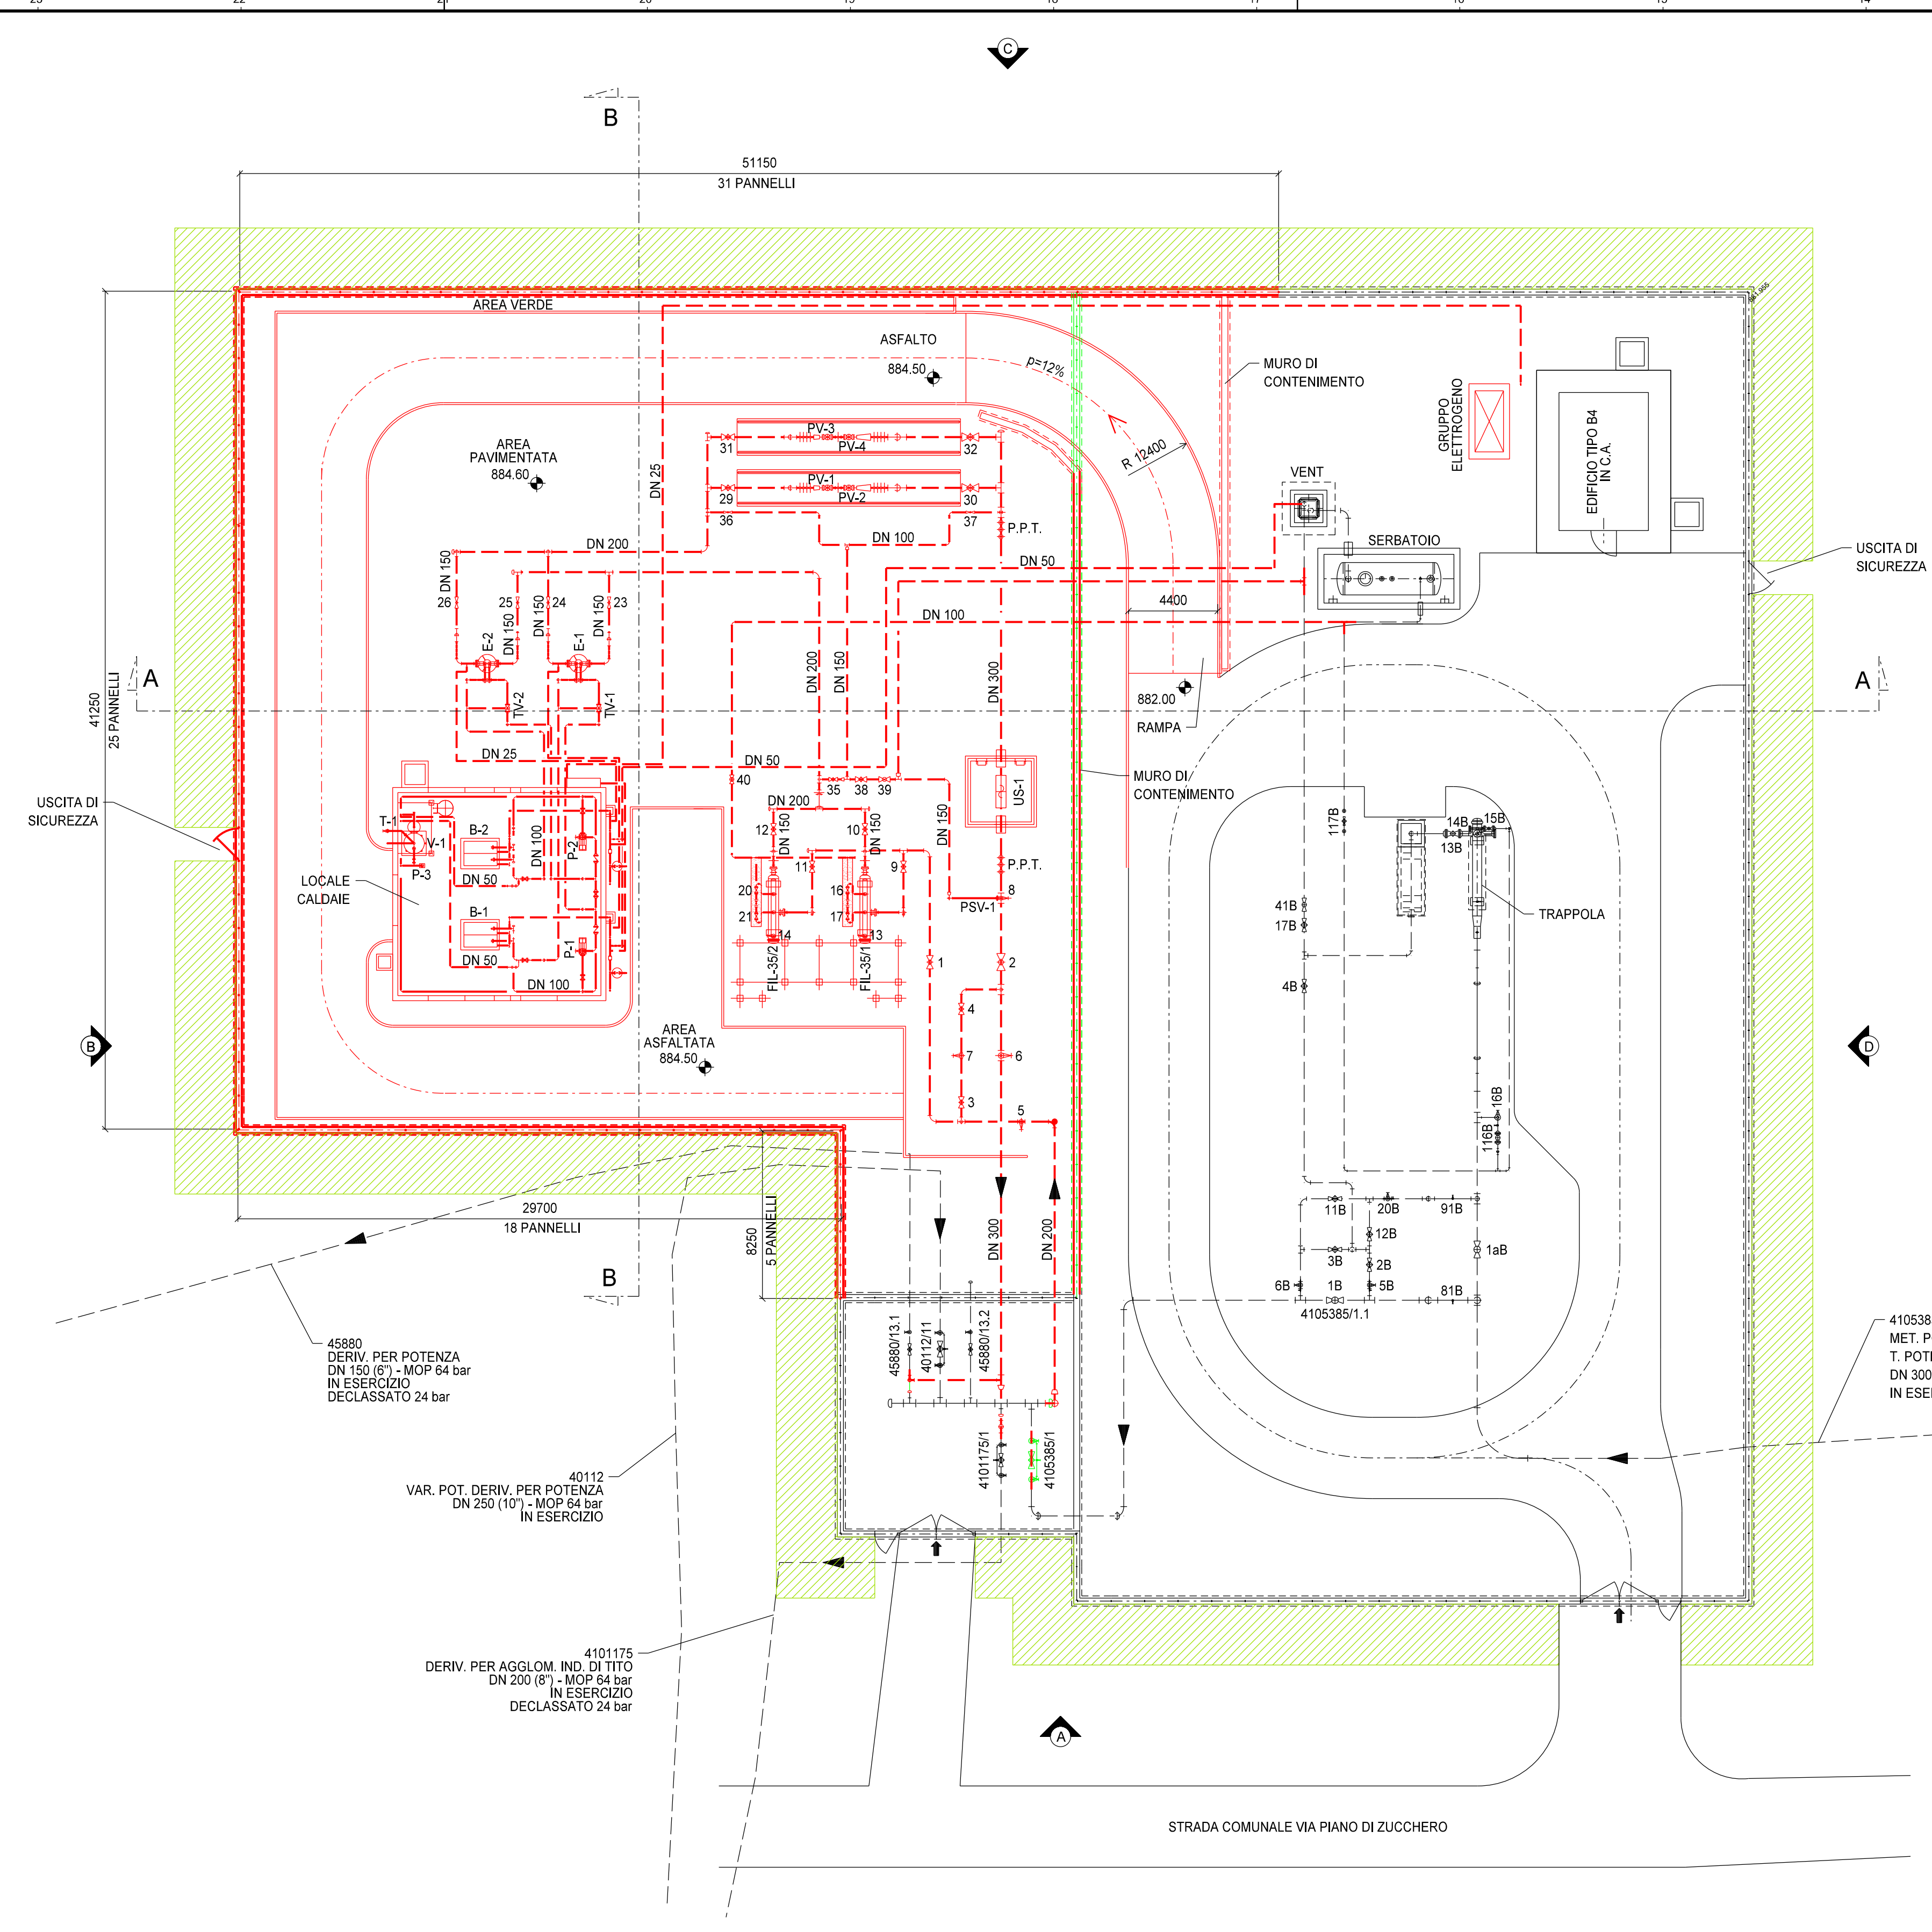 C
B
51150
31 PANNELLI
AREA VERDE
ASFALTO
884.50
p=12%
MURO DI
CONTENIMENTO
AREA
PAVIMENTATA
884.60
PV-3
PV-4
31
32
PV-1
PV-2
29
30
36
37
P.P.T.
DN 25
R 12400
VENT
GRUPPO
ELETTROGENO
EDIFICIO TIPO B4
IN C.A.
SERBATOIO
USCITA DI
SICUREZZA
DN 200
DN 100
DN 50
DN 150
26
25
DN 150
24
DN 150
23
DN 150
E-2
E-1
TV-2
TV-1
4400
DN 100
DN 200
DN 150
DN 300
882.00
RAMPA
A
A
41250
25 PANNELLI
DN 25
DN 50
40
35
38
39
US-1
MURO DI
CONTENIMENTO
USCITA DI
SICUREZZA
T-1
V-1
P-3
B-2
DN 50
DN 100
P-2
LOCALE
CALDAIE
B-1
DN 50
DN 100
P-1
DN 200
12
DN 150
10
DN 150
11
9
20
21
16
17
14
13
FIL-35/2
FIL-35/1
DN 150
P.P.T.
8
PSV-1
1
2
4
7
6
3
5
AREA
ASFALTATA
884.50
117B
14B
15B
13B
TRAPPOLA
41B
17B
4B
16B
116B
B
D
29700
18 PANNELLI
8250
5 PANNELLI
B
DN 300
DN 200
11B
20B
91B
12B
3B
2B
1aB
6B
1B
5B
81B
4105385/1.1
45880/13.1
40112/11
45880/13.2
4101175/1
4105385/1
45880
DERIV. PER POTENZA
DN 150 (6") - MOP 64 bar
IN ESERCIZIO
DECLASSATO 24 bar
40112
VAR. POT. DERIV. PER POTENZA
DN 250 (10") - MOP 64 bar
IN ESERCIZIO
4101175
DERIV. PER AGGLOM. IND. DI TITO
DN 200 (8") - MOP 64 bar
IN ESERCIZIO
DECLASSATO 24 bar
410538
MET. P
DN 300
A
STRADA COMUNALE VIA PIANO DI ZUCCHERO